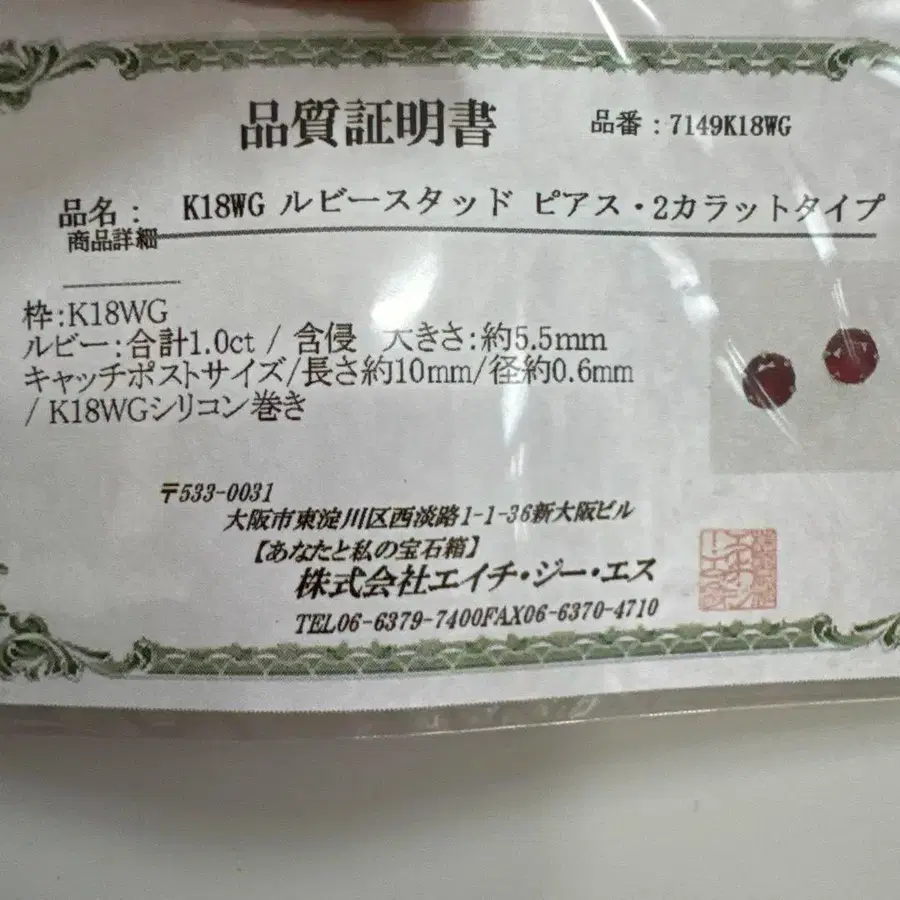 品質証明書
品番：7149K18WG
品名： K18WG ルビースタッド ピアス・2カラットタイプ
商品詳細
枠:K18WG
ルビー:合計1.0ct / 含侵 大きさ:約5.5mm
キャッチポストサイズ/長さ約10mm/径約0.6mm
/ K18WGシリコン巻き
〒533-0031
大阪市東淀川区西淡路1-1-36新大阪ビル
【あなたと私の宝石箱】
株式会社エイチ・ジー・エス
TEL06-6379-7400FAX06-6370-4710